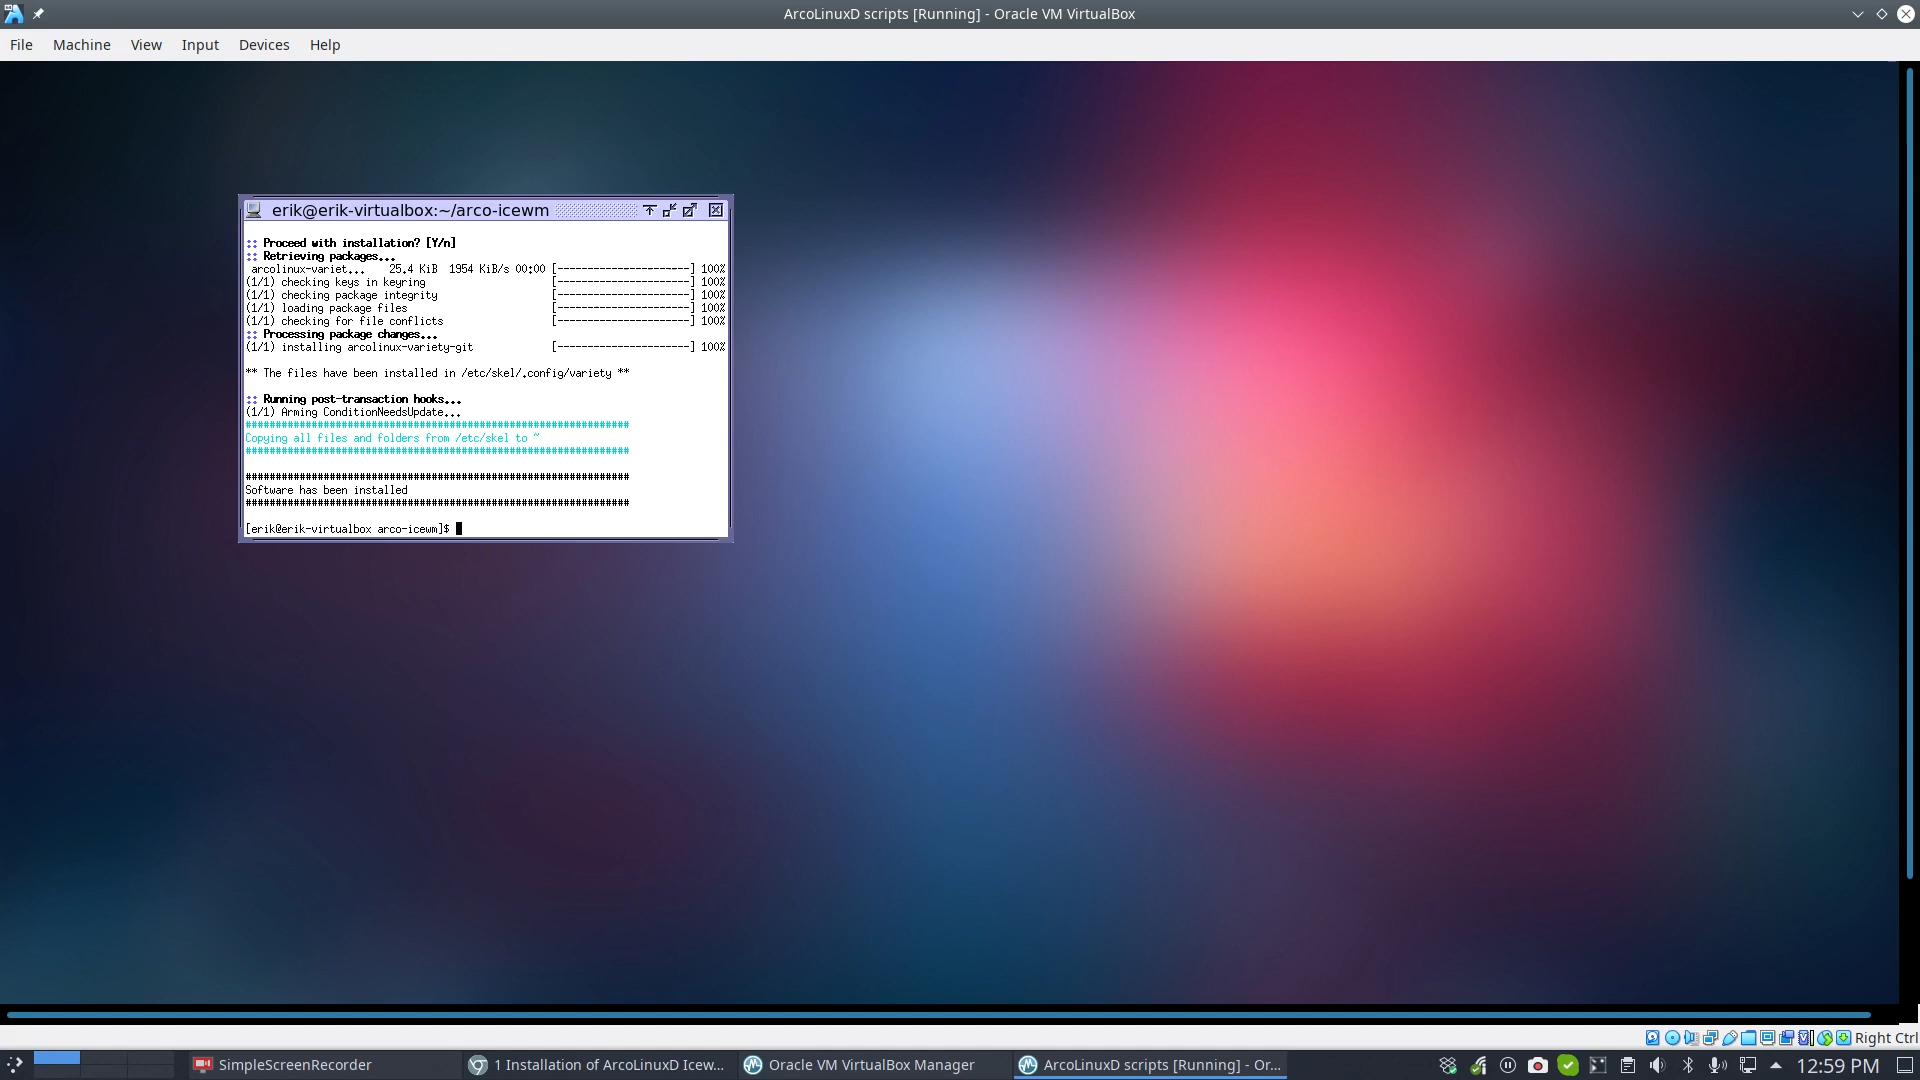 ArcoLinuxD scripts [Running] - Oracle VM VirtualBox
File Machine View Input Devices Help
erik@erik-virtualbox:~/arco-icewm
:: Proceed with installation? [Y/n]
:: Retrieving packages...
arcolinux-variet... 25.4 KiB 1954 KiB/s 00:00 [----------------------] 100%
(1/1) checking keys in keyring [----------------------] 100%
(1/1) checking package integrity [----------------------] 100%
(1/1) loading package files [----------------------] 100%
(1/1) checking for file conflicts [----------------------] 100%
:: Processing package changes...
(1/1) installing arcolinux-variety-git [----------------------] 100%
** The files have been installed in /etc/skel/.config/variety **
:: Running post-transaction hooks...
(1/1) Arming ConditionNeedsUpdate...
################################################################
Copying all files and folders from /etc/skel to ~
################################################################
################################################################
Software has been installed
################################################################
[erik@erik-virtualbox arco-icewm]$
Right Ctrl
SimpleScreenRecorder
1 Installation of ArcoLinuxD Icew...
Oracle VM VirtualBox Manager
ArcoLinuxD scripts [Running] - Or...
12:59 PM